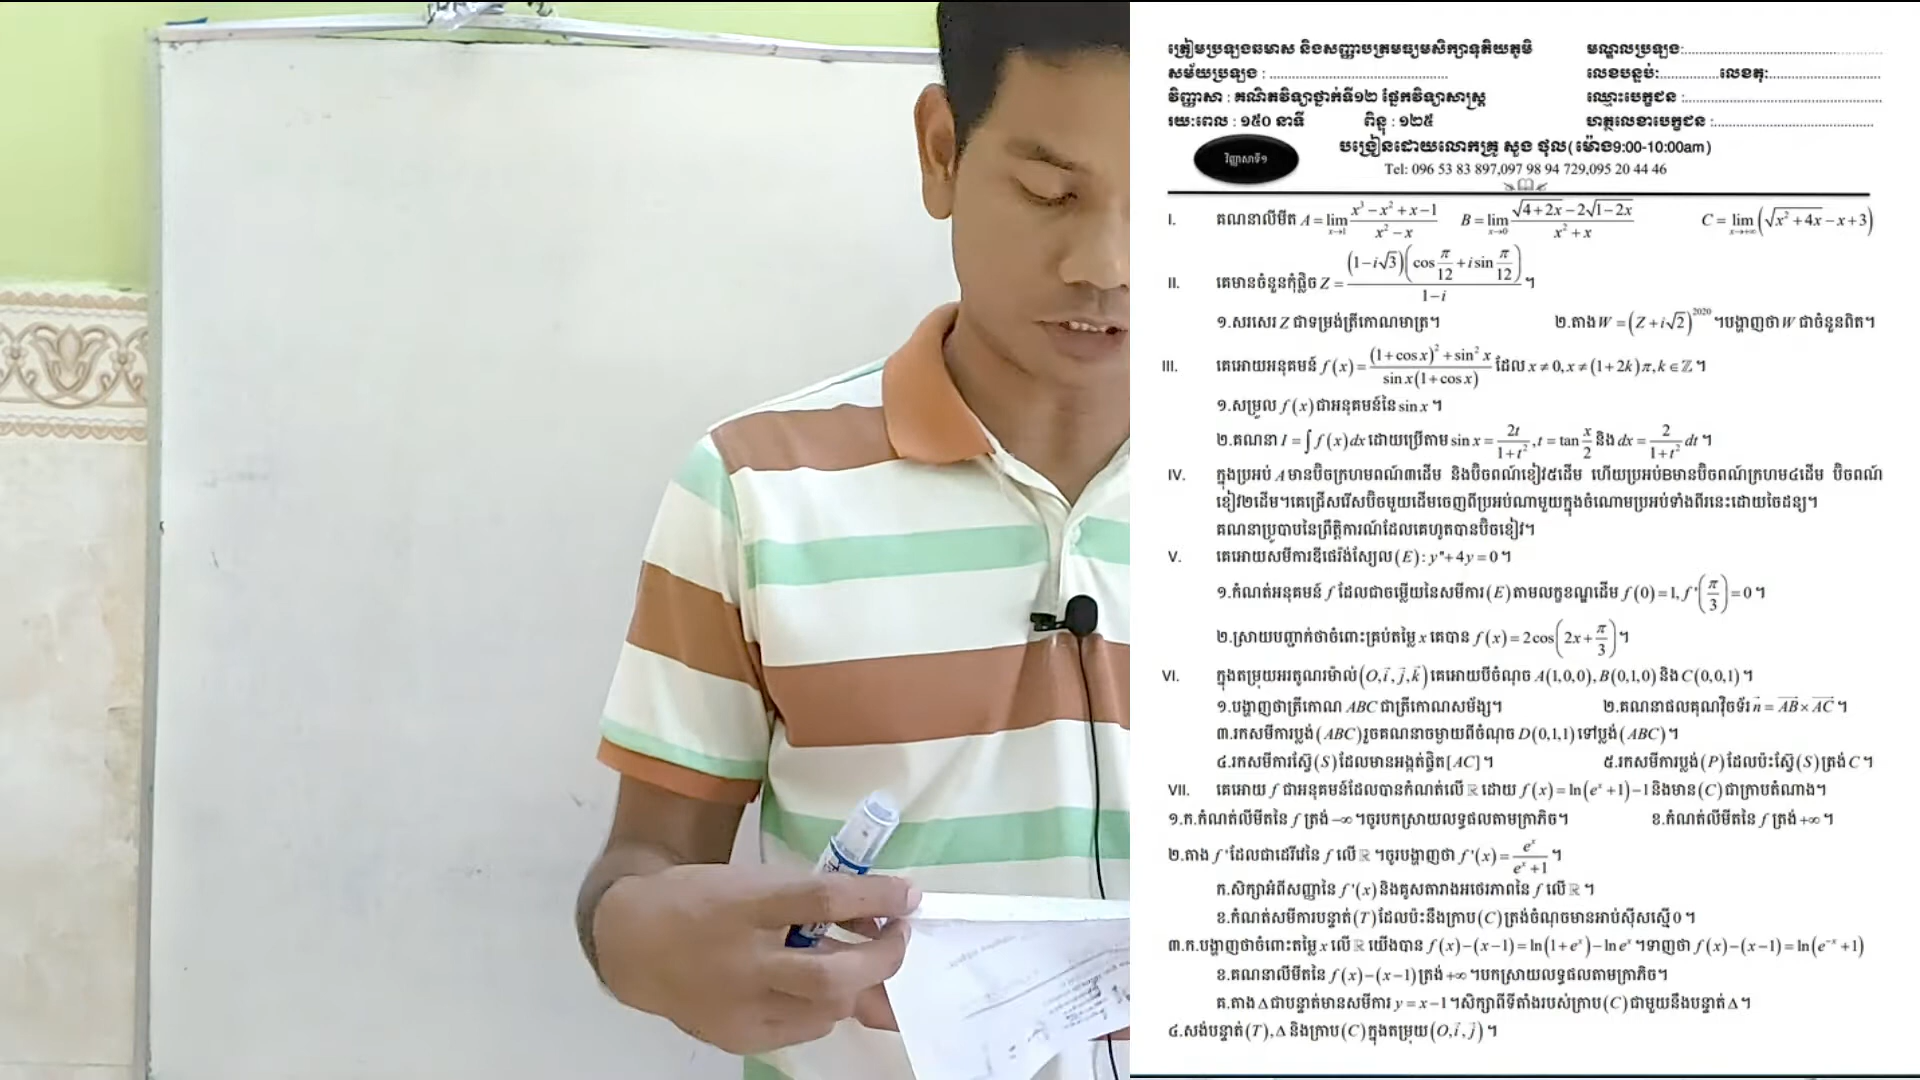 ត្រៀមប្រឡងឆមាស និងសញ្ញាបត្រមធ្យមសិក្សាទុតិយភូមិ
មណ្ឌលប្រឡង:........................................
សម័យប្រឡង : ........................................
លេខបន្ទប់:...............លេខតុ:..........................
វិញ្ញាសា : គណិតវិទ្យាថ្នាក់ទី១២ ផ្នែកវិទ្យាសាស្ត្រ
ឈ្មោះបេក្ខជន :...........................................
រយៈពេល : ១៥០ នាទី ពិន្ទុ : ១២៥
ហត្ថលេខាបេក្ខជន :....................................
វិញ្ញាសាទី១
បង្រៀនដោយលោកគ្រូ សួង ថុល( ម៉ោង9:00-10:00am)
Tel: 096 53 83 897,097 98 94 729,095 20 44 46
I. គណនាលីមីត A = lim x→1 (x³−x²+x−1)/(x²−x) B = lim x→0 (√(4+2x)−2√(1−2x))/(x²+x) C = lim x→+∞ (√(x²+4x)−x+3)
II. គេមានចំនួនកុំផ្លិច Z = (1−i√3)(cos π/12 + i sin π/12)/(1−i) ។
១.សរសេរ Z ជាទម្រង់ត្រីកោណមាត្រ។ ២.តាង W = (Z+i√2)²⁰²⁰ ។បង្ហាញថា W ជាចំនួនពិត។
III. គេអោយអនុគមន៍ f(x) = ((1+cos x)²+sin² x)/(sin x(1+cos x)) ដែល x ≠ 0, x ≠ (1+2k)π, k ∈ ℤ ។
១.សម្រួល f(x) ជាអនុគមន៍នៃ sin x ។
២.គណនា I = ∫ f(x)dx ដោយប្រើតាម sin x = 2t/(1+t²), t = tan x/2 និង dx = 2/(1+t²) dt ។
IV. ក្នុងប្រអប់ A មានប៊ិចក្រហមពណ៌៣ដើម និងប៊ិចពណ៌ខៀវ៥ដើម ហើយប្រអប់Bមានប៊ិចពណ៌ក្រហម៤ដើម ប៊ិចពណ៌
ខៀវ២ដើម។គេជ្រើសរើសប៊ិចមួយដើមចេញពីប្រអប់ណាមួយក្នុងចំណោមប្រអប់ទាំងពីរនេះដោយចៃដន្យ។
គណនាប្រូបាបនៃព្រឹត្តិការណ៍ដែលគេហូតបានប៊ិចខៀវ។
V. គេអោយសមីការឌីផេរ៉ង់ស្យែល (E) : y"+4y = 0 ។
១.កំណត់អនុគមន៍ f ដែលជាចម្លើយនៃសមីការ (E) តាមលក្ខខណ្ឌដើម f(0) = 1, f'(π/3) = 0 ។
២.ស្រាយបញ្ជាក់ថាចំពោះគ្រប់តម្លៃ x គេបាន f(x) = 2cos(2x+π/3) ។
VI. ក្នុងតម្រុយអរតូណរម៉ាល់ (O,i⃗,j⃗,k⃗) គេអោយបីចំណុច A(1,0,0), B(0,1,0) និង C(0,0,1) ។
១.បង្ហាញថាត្រីកោណ ABC ជាត្រីកោណសម័ង្ស។ ២.គណនាផលគុណវ៉ិចទ័រ n⃗ = AB⃗ × AC⃗ ។
៣.រកសមីការប្លង់ (ABC) រួចគណនាចម្ងាយពីចំណុច D(0,1,1) ទៅប្លង់ (ABC) ។
៤.រកសមីការស្វ៊ែ (S) ដែលមានអង្កត់ផ្ចិត [AC] ។ ៥.រកសមីការប្លង់ (P) ដែលប៉ះស្វ៊ែ (S) ត្រង់ C ។
VII. គេអោយ f ជាអនុគមន៍ដែលបានកំណត់លើ ℝ ដោយ f(x) = ln(eˣ+1)−1 និងមាន (C) ជាក្រាបតំណាង។
១.ក.កំណត់លីមីតនៃ f ត្រង់ −∞ ។ចូរបកស្រាយលទ្ធផលតាមក្រាភិច។ ខ.កំណត់លីមីតនៃ f ត្រង់ +∞ ។
២.តាង f' ដែលជាដេរីវេនៃ f លើ ℝ ។ចូរបង្ហាញថា f'(x) = eˣ/(eˣ+1) ។
ក.សិក្សាអំពីសញ្ញានៃ f'(x) និងគូសតារាងអថេរភាពនៃ f លើ ℝ ។
ខ.កំណត់សមីការបន្ទាត់ (T) ដែលប៉ះនឹងក្រាប (C) ត្រង់ចំណុចមានអាប់ស៊ីសស្មើ 0 ។
៣.ក.បង្ហាញថាចំពោះតម្លៃ x លើ ℝ យើងបាន f(x)−(x−1) = ln(1+eˣ)−ln eˣ ។ទាញថា f(x)−(x−1) = ln(e⁻ˣ+1)
ខ.គណនាលីមីតនៃ f(x)−(x−1) ត្រង់ +∞ ។បកស្រាយលទ្ធផលតាមក្រាភិច។
គ.តាង Δ ជាបន្ទាត់មានសមីការ y = x−1 ។សិក្សាពីទីតាំងរបស់ក្រាប (C) ជាមួយនឹងបន្ទាត់ Δ ។
៤.សង់បន្ទាត់ (T), Δ និងក្រាប (C) ក្នុងតម្រុយ (O,i⃗,j⃗) ។